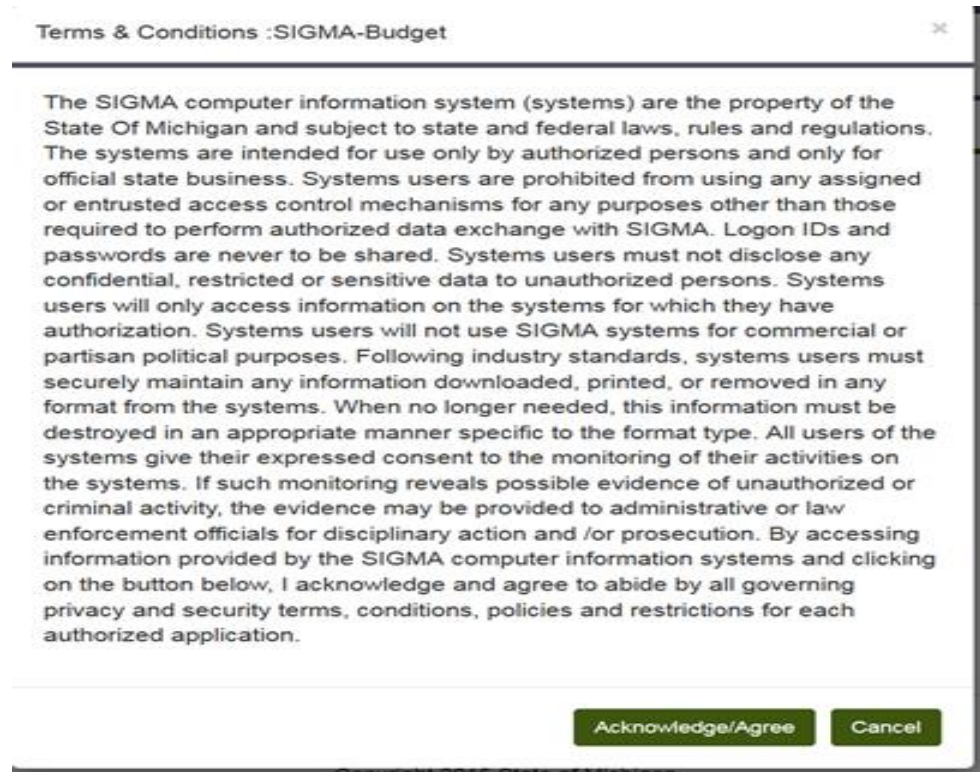 Terms & Conditions :SIGMA-Budget
×
The SIGMA computer information system (systems) are the property of the
State Of Michigan and subject to state and federal laws, rules and regulations.
The systems are intended for use only by authorized persons and only for
official state business. Systems users are prohibited from using any assigned
or entrusted access control mechanisms for any purposes other than those
required to perform authorized data exchange with SIGMA. Logon IDs and
passwords are never to be shared. Systems users must not disclose any
confidential, restricted or sensitive data to unauthorized persons. Systems
users will only access information on the systems for which they have
authorization. Systems users will not use SIGMA systems for commercial or
partisan political purposes. Following industry standards, systems users must
securely maintain any information downloaded, printed, or removed in any
format from the systems. When no longer needed, this information must be
destroyed in an appropriate manner specific to the format type. All users of the
systems give their expressed consent to the monitoring of their activities on
the systems. If such monitoring reveals possible evidence of unauthorized or
criminal activity, the evidence may be provided to administrative or law
enforcement officials for disciplinary action and /or prosecution. By accessing
information provided by the SIGMA computer information systems and clicking
on the button below, I acknowledge and agree to abide by all governing
privacy and security terms, conditions, policies and restrictions for each
authorized application.
Acknowledge/Agree Cancel